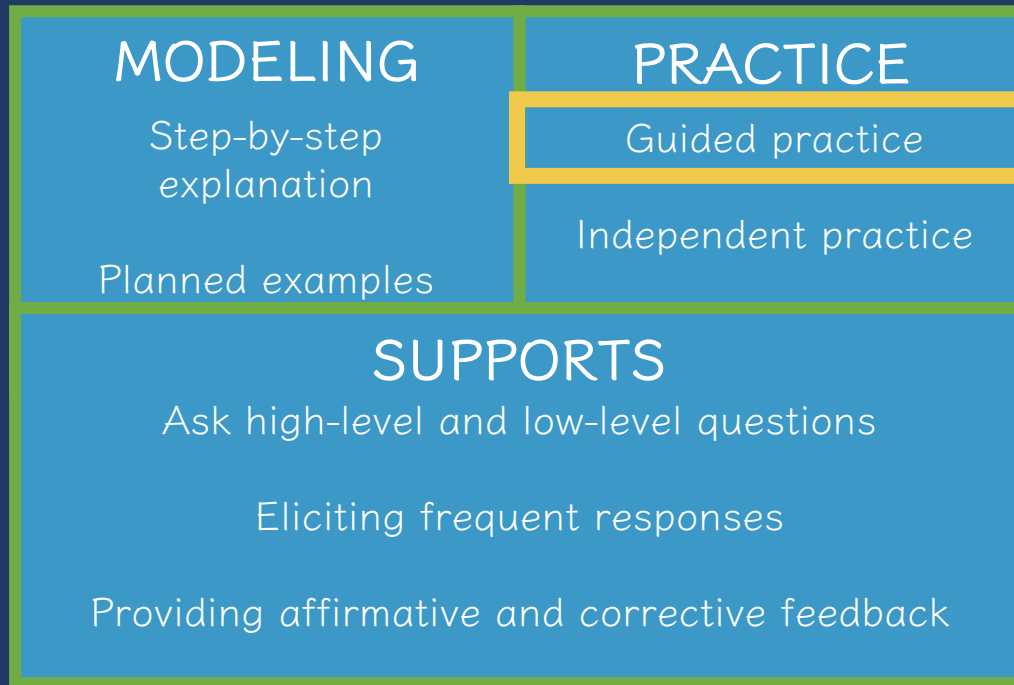 MODELING
Step-by-step
explanation
Planned examples
PRACTICE
Guided practice
Independent practice
SUPPORTS
Ask high-level and low-level questions
Eliciting frequent responses
Providing affirmative and corrective feedback